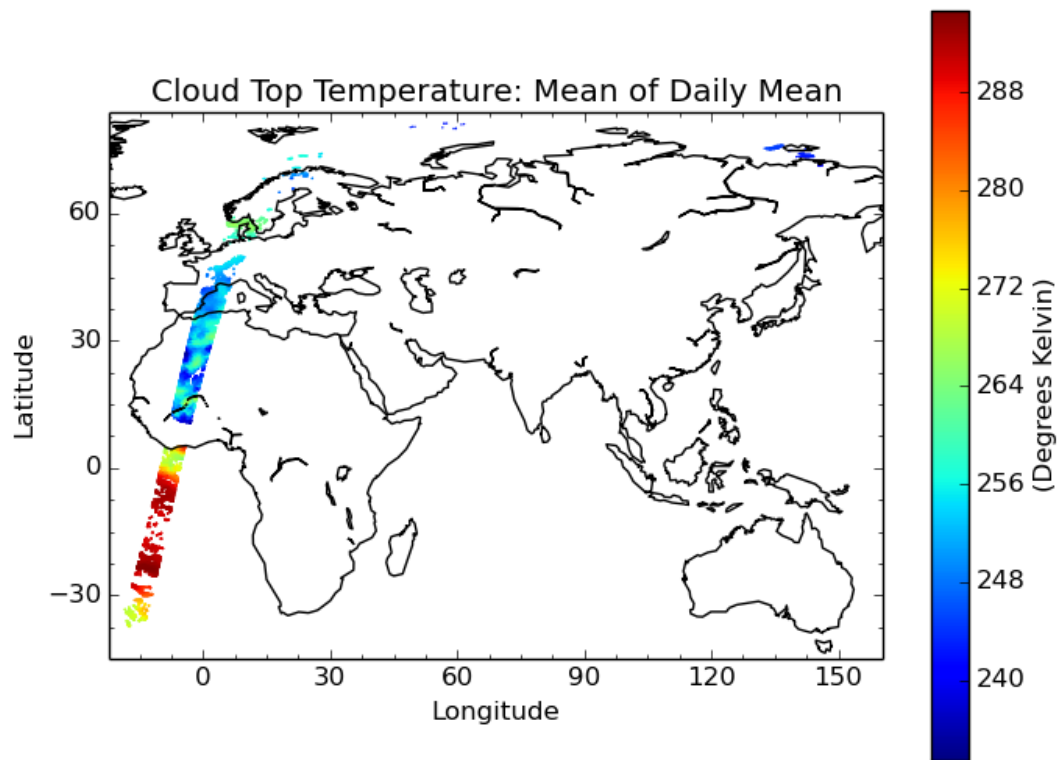 Cloud Top Temperature: Mean of Daily Mean
60
30
0
−30
Latitude
0 30 60 90 120 150
Longitude
288
280
272
264
256
248
240
(Degrees Kelvin)